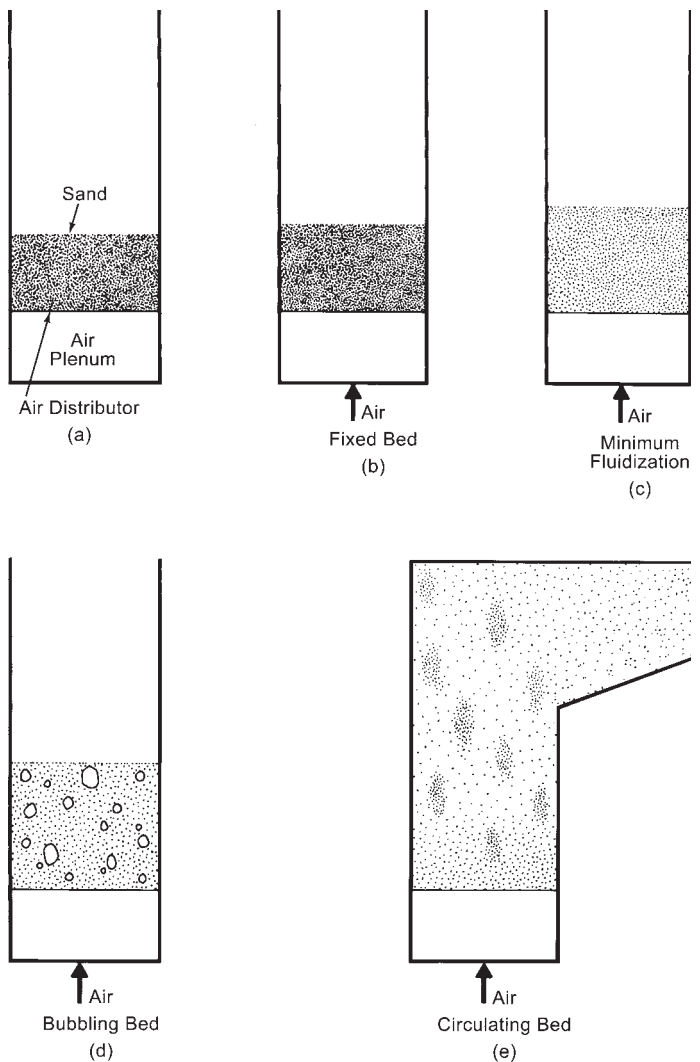 Sand
Air
Plenum
Air Distributor
(a)
Air
Fixed Bed
(b)
Air
Minimum
Fluidization
(c)
Air
Bubbling Bed
(d)
Air
Circulating Bed
(e)